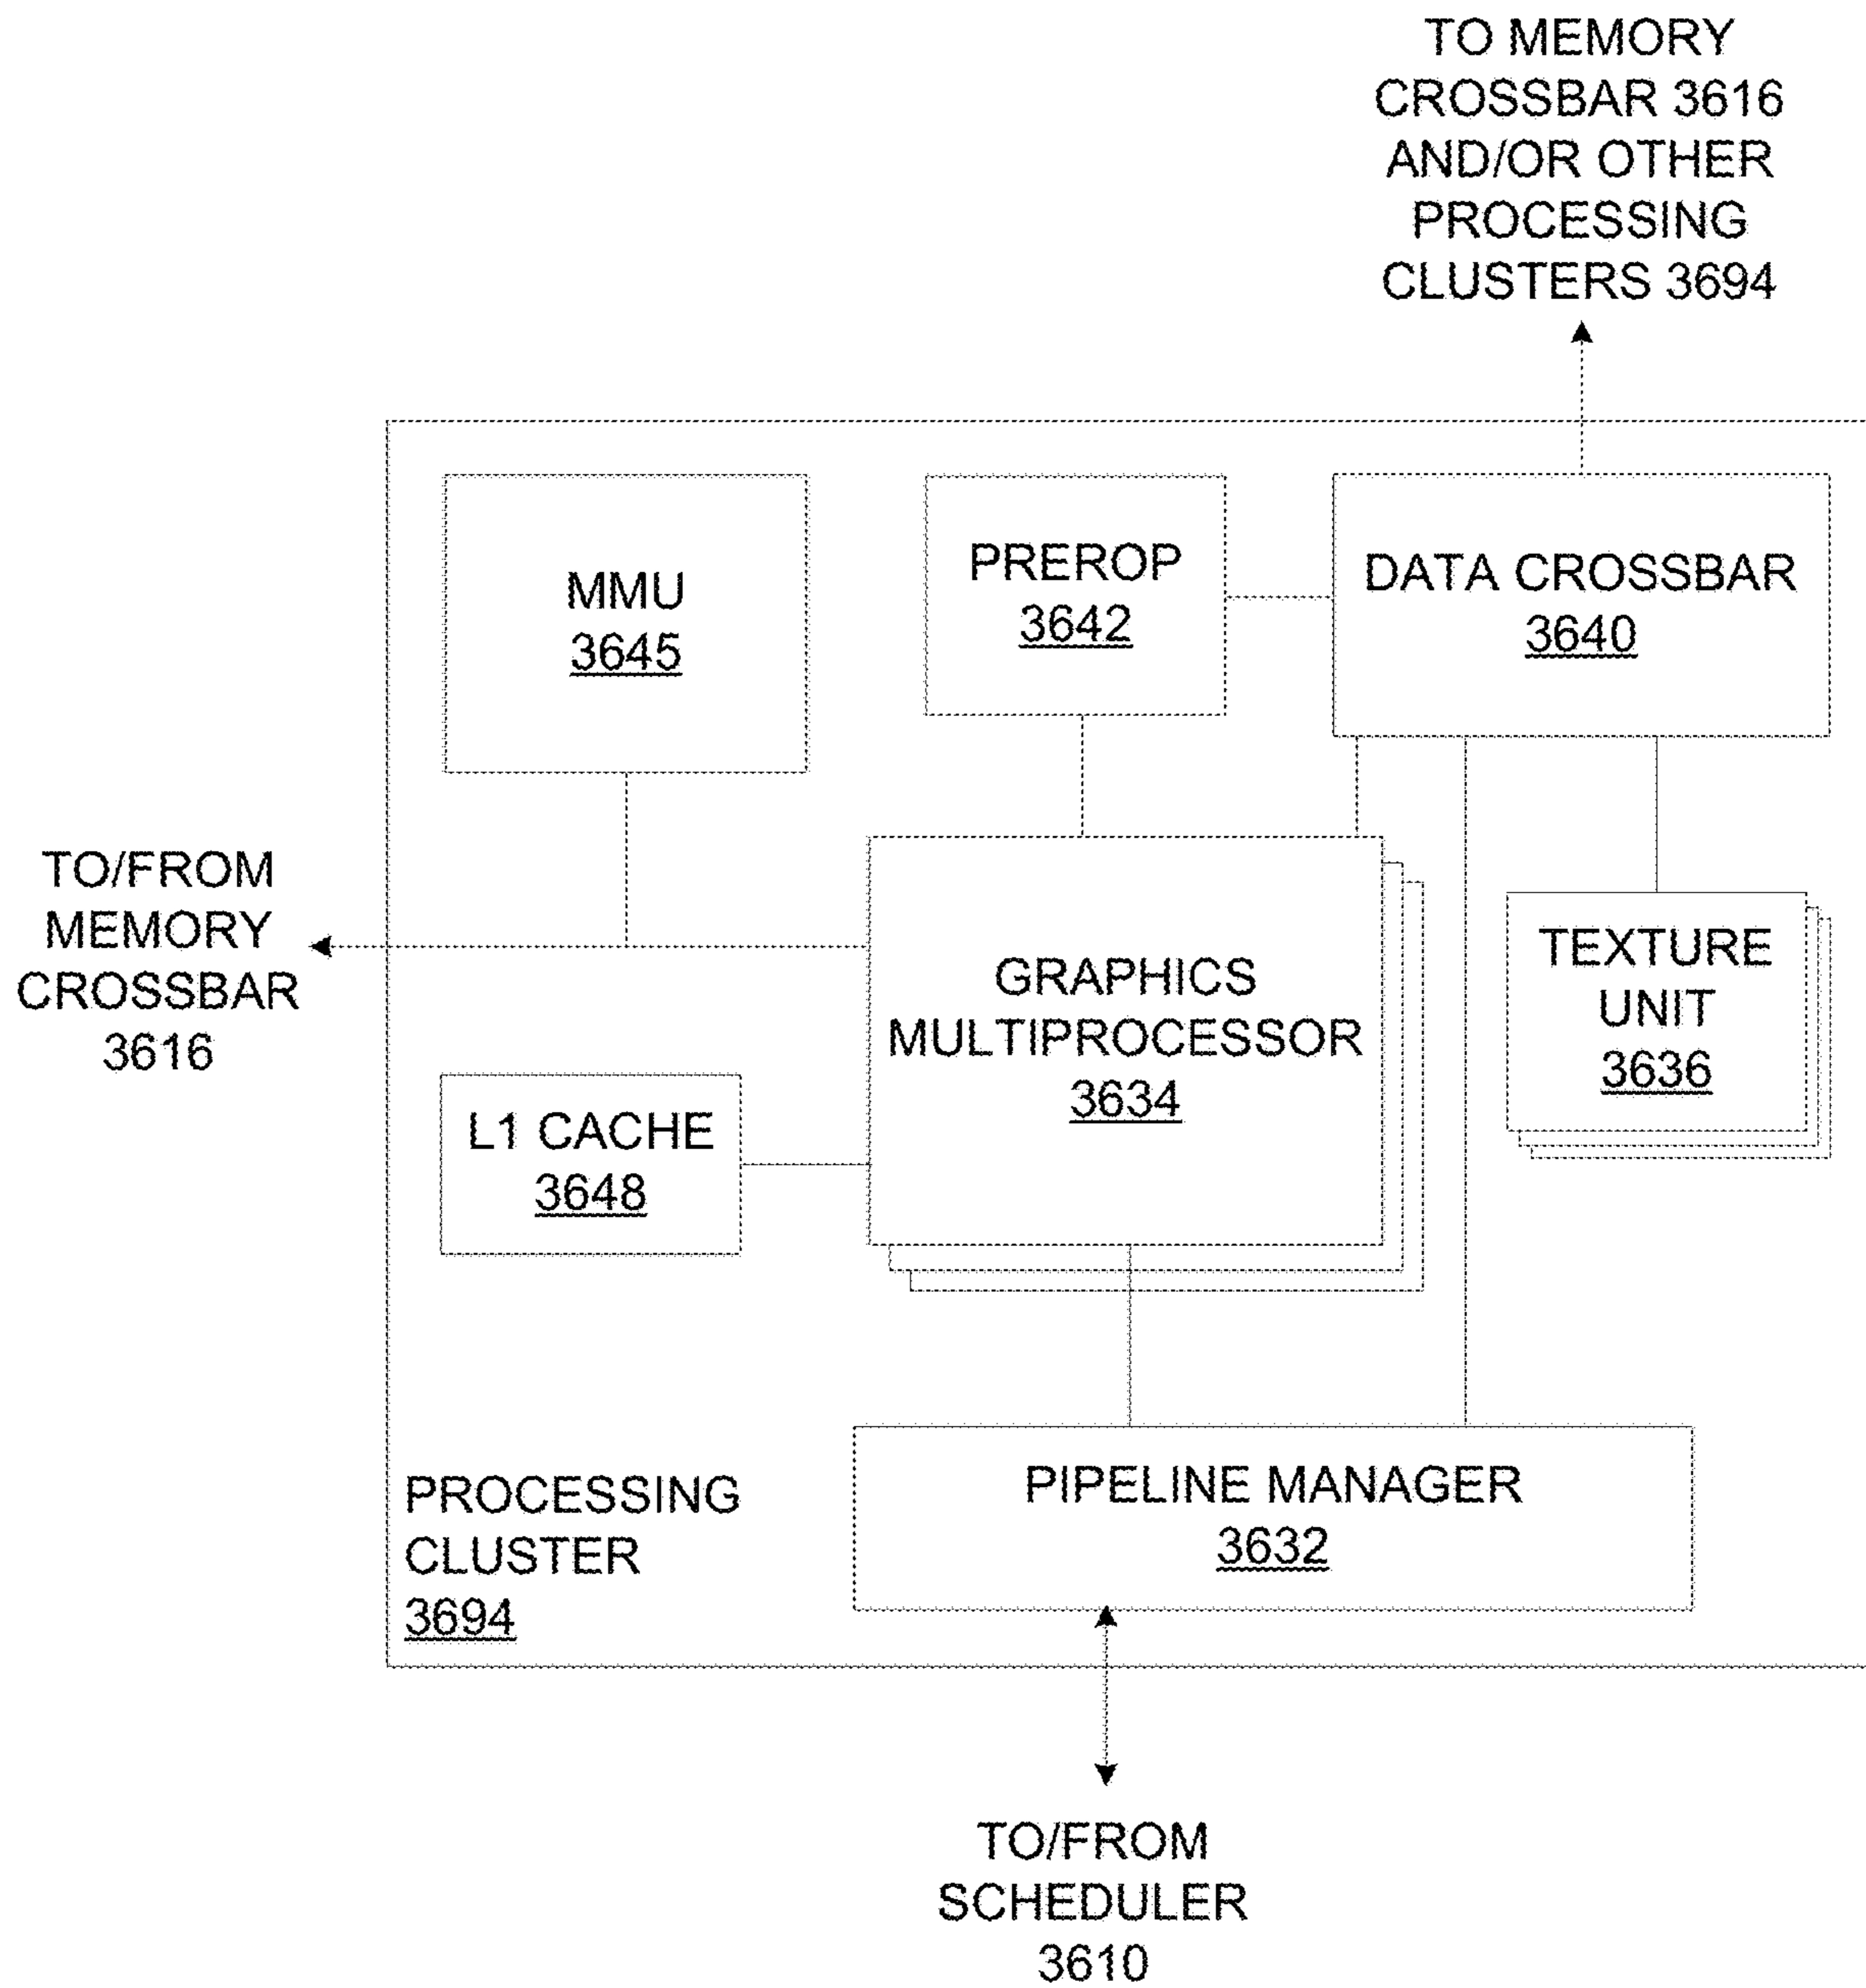 TO MEMORY
CROSSBAR 3616
AND/OR OTHER
PROCESSING
CLUSTERS 3694
MMU
3645
PREROP
3642
DATA CROSSBAR
3640
TO/FROM
MEMORY
CROSSBAR
3616
GRAPHICS
MULTIPROCESSOR
3634
TEXTURE
UNIT
3636
L1 CACHE
3648
PROCESSING
CLUSTER
3694
PIPELINE MANAGER
3632
TO/FROM
SCHEDULER
3610